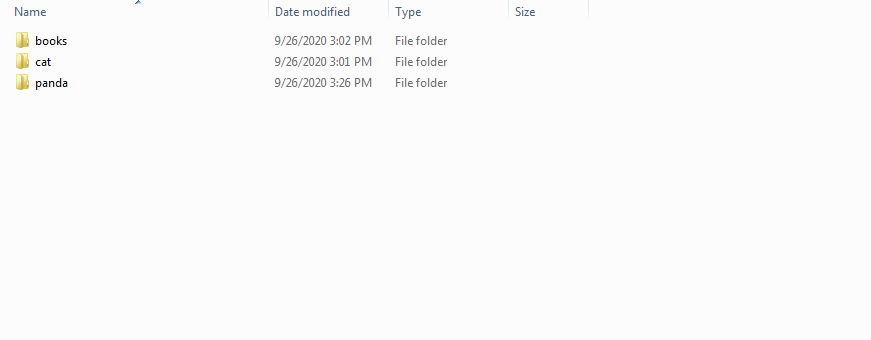 Name Date modified Type Size
books 9/26/2020 3:02 PM File folder
cat 9/26/2020 3:01 PM File folder
panda 9/26/2020 3:26 PM File folder